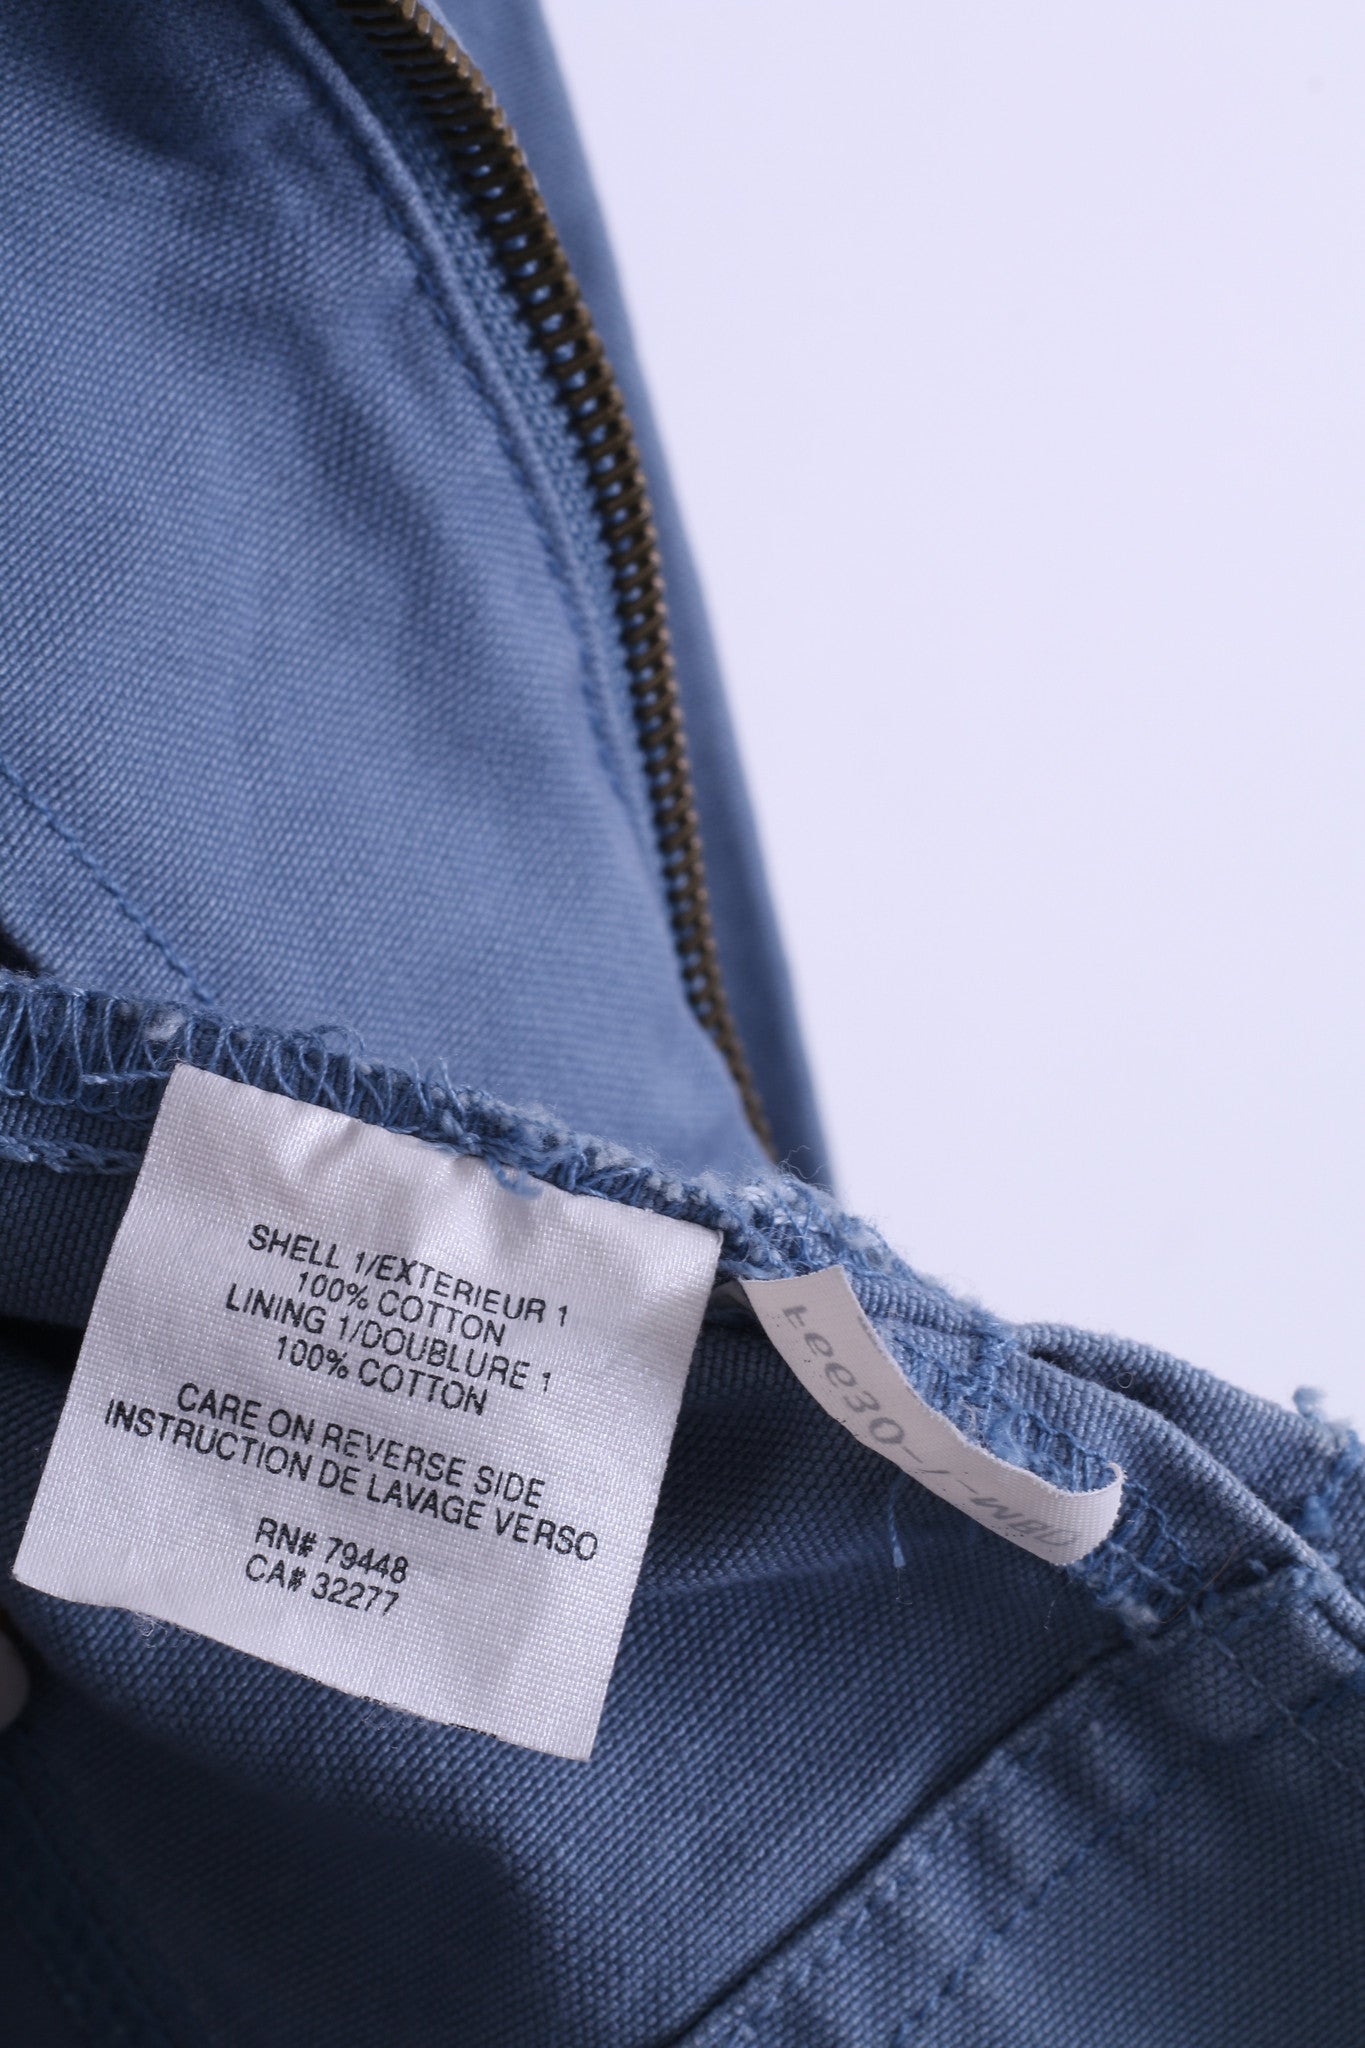 SHELL 1/EXTERIEUR 1
100% COTTON
LINING 1/DOUBLURE 1
100% COTTON
CARE ON REVERSE SIDE
INSTRUCTION DE LAVAGE VERSO
RN# 79448
CA# 32277